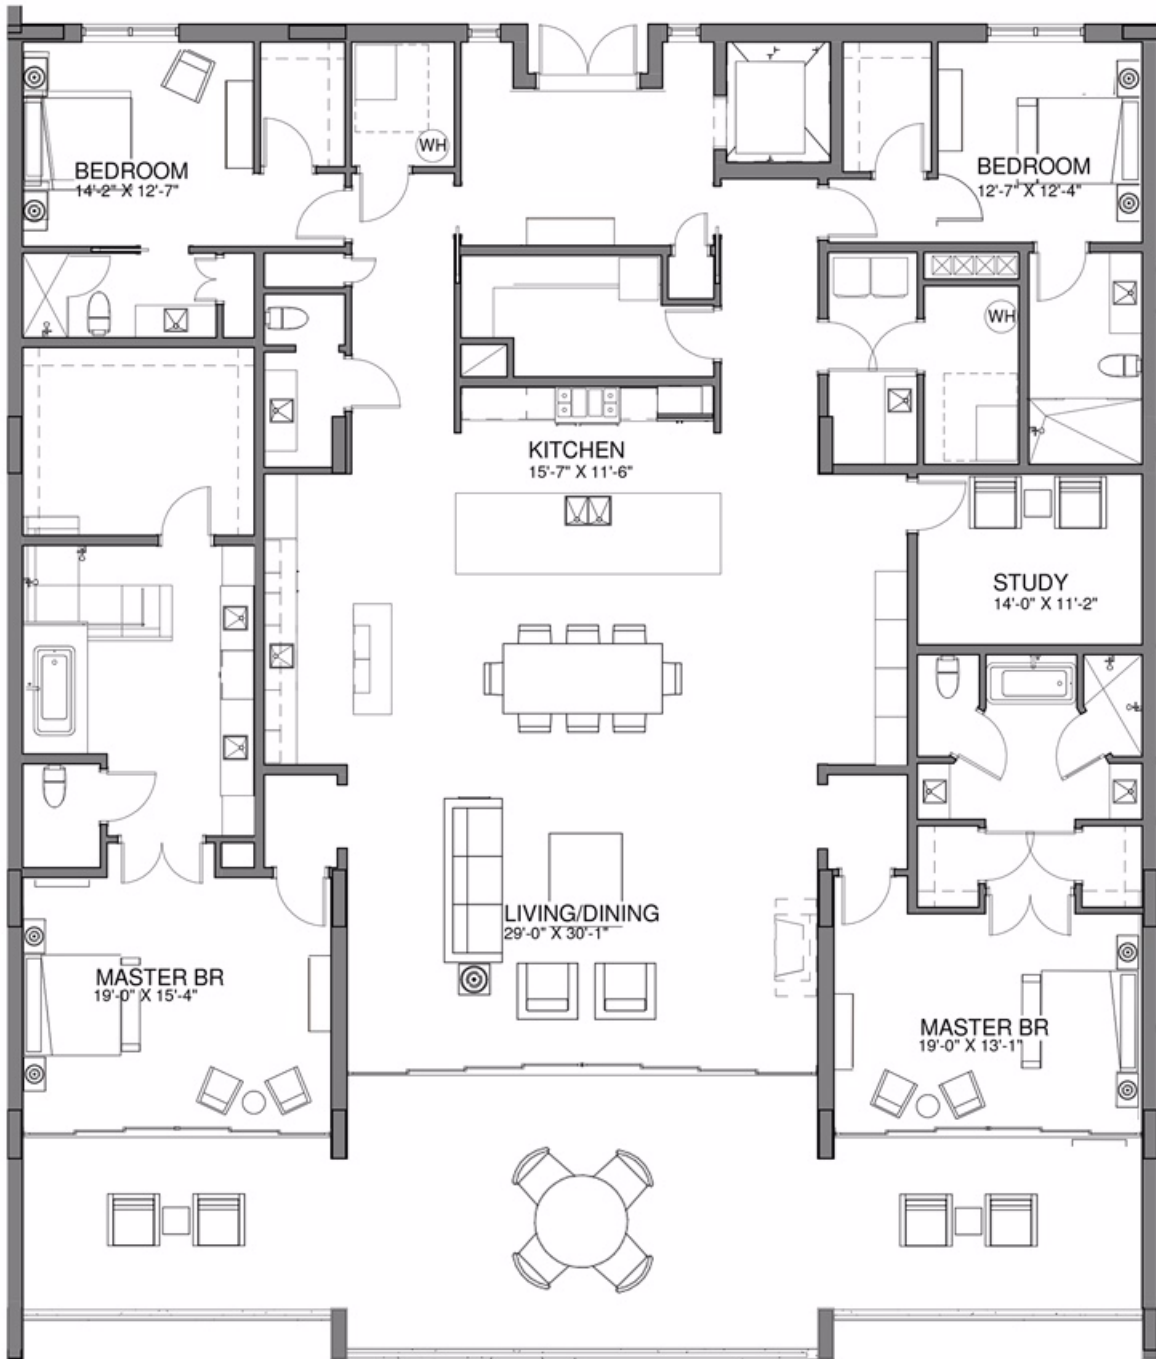 WH
BEDROOM
14'-2" X 12'-7"
BEDROOM
12'-7" X 12'-4"
WH
KITCHEN
15'-7" X 11'-6"
STUDY
14'-0" X 11'-2"
LIVING/DINING
29'-0" X 30'-1"
MASTER BR
19'-0" X 15'-4"
MASTER BR
19'-0" X 13'-1"